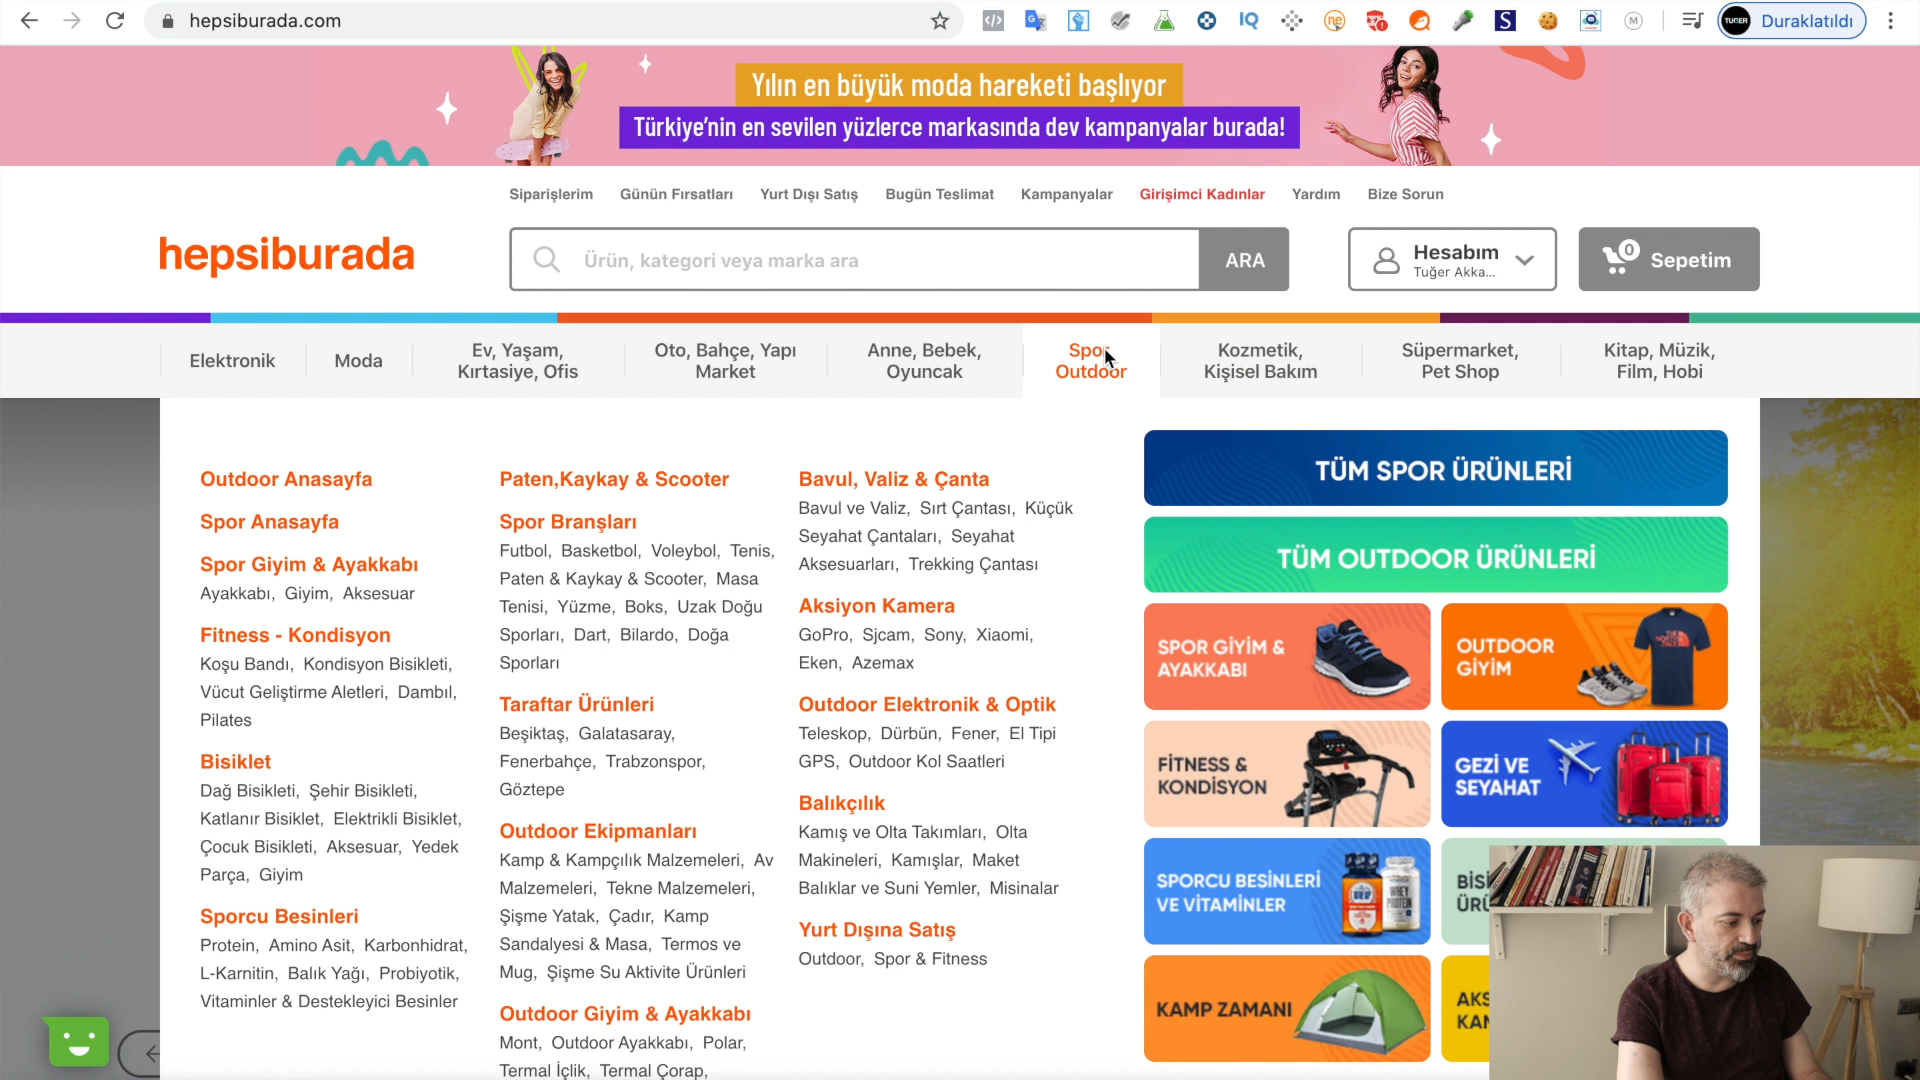 hepsiburada.com
IQ
ne
S
M
TUGER
Duraklatıldı
Yılın en büyük moda hareketi başlıyor
Türkiye'nin en sevilen yüzlerce markasında dev kampanyalar burada!
Siparişlerim Günün Fırsatları Yurt Dışı Satış Bugün Teslimat Kampanyalar Girişimci Kadınlar Yardım Bize Sorun
hepsiburada
Ürün, kategori veya marka ara
ARA
Hesabım
Tuğer Akka...
0
Sepetim
Elektronik
Moda
Ev, Yaşam,
Kırtasiye, Ofis
Oto, Bahçe, Yapı
Market
Anne, Bebek,
Oyuncak
Spor
Outdoor
Kozmetik,
Kişisel Bakım
Süpermarket,
Pet Shop
Kitap, Müzik,
Film, Hobi
Outdoor Anasayfa
Spor Anasayfa
Spor Giyim & Ayakkabı
Ayakkabı, Giyim, Aksesuar
Fitness - Kondisyon
Koşu Bandı, Kondisyon Bisikleti,
Vücut Geliştirme Aletleri, Dambıl,
Pilates
Bisiklet
Dağ Bisikleti, Şehir Bisikleti,
Katlanır Bisiklet, Elektrikli Bisiklet,
Çocuk Bisikleti, Aksesuar, Yedek
Parça, Giyim
Sporcu Besinleri
Protein, Amino Asit, Karbonhidrat,
L-Karnitin, Balık Yağı, Probiyotik,
Vitaminler & Destekleyici Besinler
Paten,Kaykay & Scooter
Spor Branşları
Futbol, Basketbol, Voleybol, Tenis,
Paten & Kaykay & Scooter, Masa
Tenisi, Yüzme, Boks, Uzak Doğu
Sporları, Dart, Bilardo, Doğa
Sporları
Taraftar Ürünleri
Beşiktaş, Galatasaray,
Fenerbahçe, Trabzonspor,
Göztepe
Outdoor Ekipmanları
Kamp & Kampçılık Malzemeleri, Av
Malzemeleri, Tekne Malzemeleri,
Şişme Yatak, Çadır, Kamp
Sandalyesi & Masa, Termos ve
Mug, Şişme Su Aktivite Ürünleri
Outdoor Giyim & Ayakkabı
Mont, Outdoor Ayakkabı, Polar,
Termal İçlik, Termal Çorap,
Bavul, Valiz & Çanta
Bavul ve Valiz, Sırt Çantası, Küçük
Seyahat Çantaları, Seyahat
Aksesuarları, Trekking Çantası
Aksiyon Kamera
GoPro, Sjcam, Sony, Xiaomi,
Eken, Azemax
Outdoor Elektronik & Optik
Teleskop, Dürbün, Fener, El Tipi
GPS, Outdoor Kol Saatleri
Balıkçılık
Kamış ve Olta Takımları, Olta
Makineleri, Kamışlar, Maket
Balıklar ve Suni Yemler, Misinalar
Yurt Dışına Satış
Outdoor, Spor & Fitness
TÜM SPOR ÜRÜNLERİ
TÜM OUTDOOR ÜRÜNLERİ
SPOR GİYİM &
AYAKKABI
OUTDOOR
GİYİM
FİTNESS &
KONDİSYON
GEZİ VE
SEYAHAT
SPORCU BESİNLERİ
VE VİTAMİNLER
WHEY
PROTEIN
BİSİ
ÜRÜ
KAMP ZAMANI
AKS
KAM